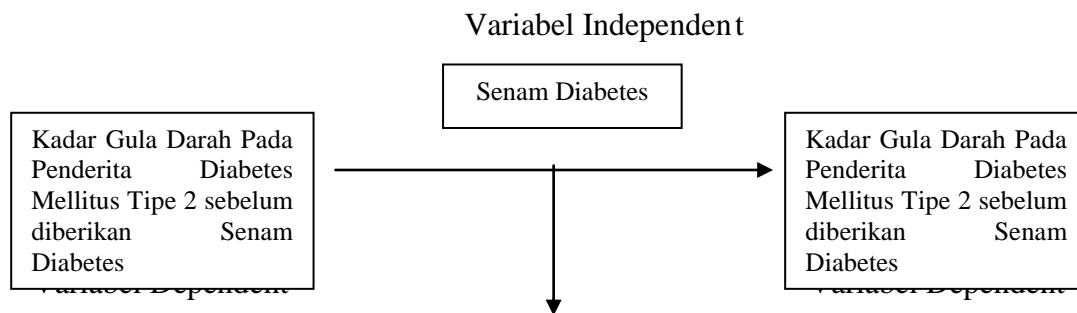 Variabel Independent
Senam Diabetes
Kadar Gula Darah Pada
Penderita Diabetes
Mellitus Tipe 2 sebelum
diberikan Senam
Diabetes
Variabel Dependent
Kadar Gula Darah Pada
Penderita Diabetes
Mellitus Tipe 2 sebelum
diberikan Senam
Diabetes
Variabel Dependent